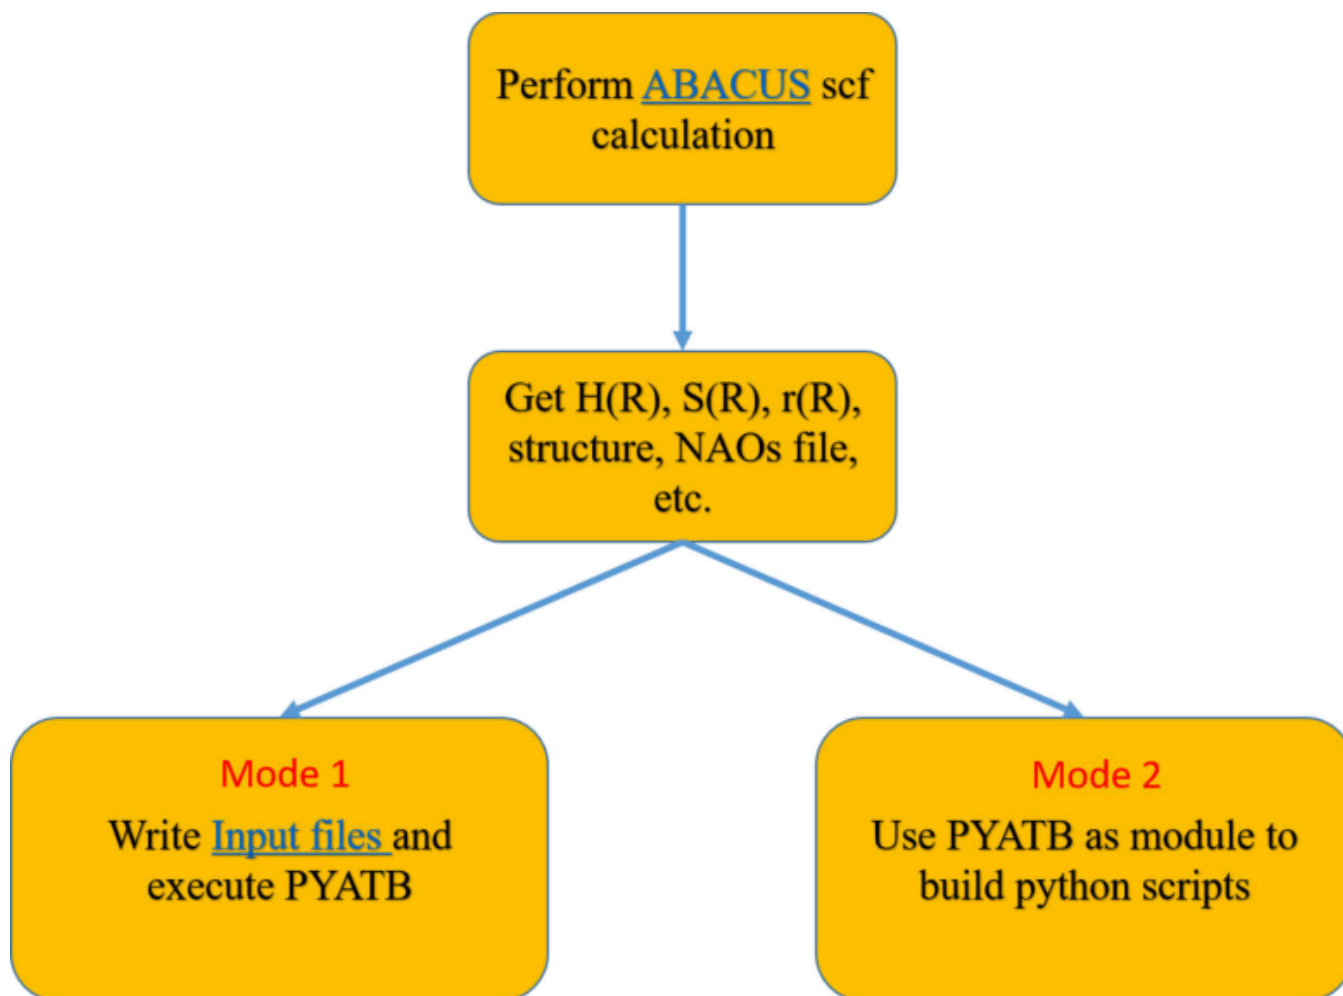 Perform ABACUS scf
calculation
Get H(R), S(R), r(R),
structure, NAOs file,
etc.
Mode 1
Write Input files and
execute PYATB
Mode 2
Use PYATB as module to
build python scripts